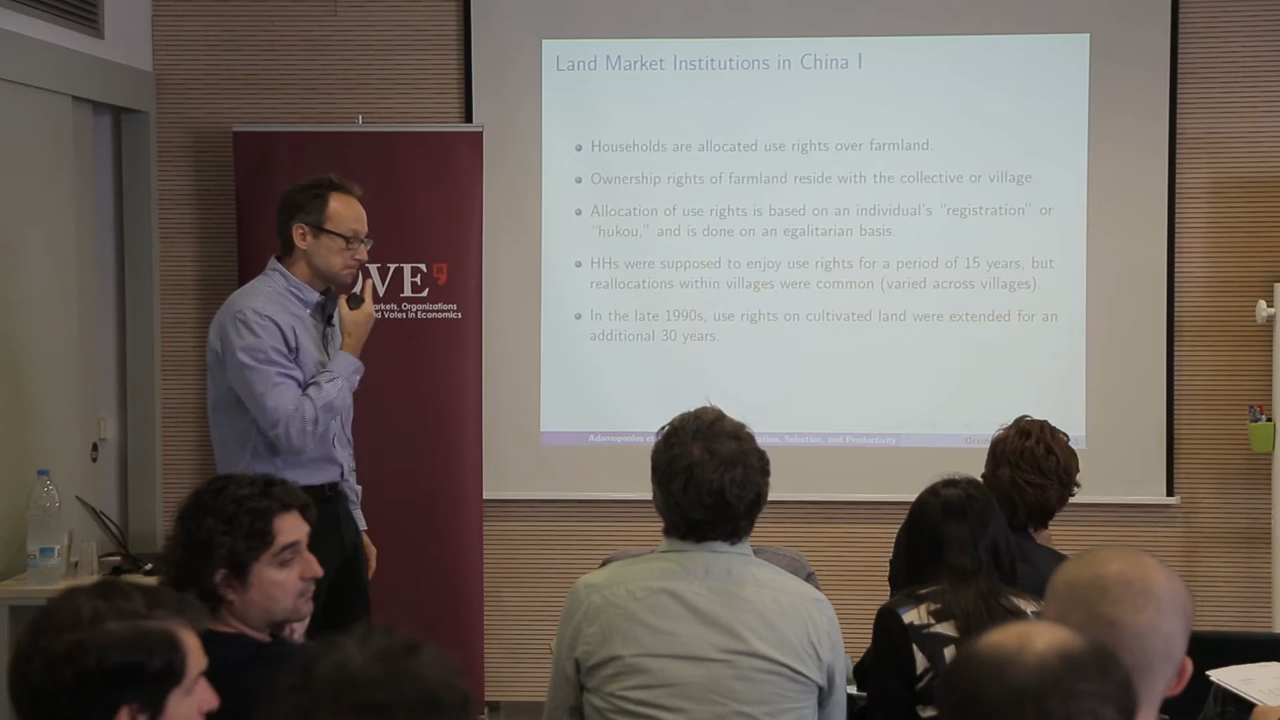 Land Market Institutions in China I
Households are allocated use rights over farmland.
Ownership rights of farmland reside with the collective or village.
Allocation of use rights is based on an individual's "registration" or
"hukou," and is done on an egalitarian basis.
HHs were supposed to enjoy use rights for a period of 15 years, but
reallocations within villages were common (varied across villages).
In the late 1990s, use rights on cultivated land were extended for an
additional 30 years.
Adamopoulos et
Selection, and Productivity
OVE
arkets, Organizations
d Votes in Economics